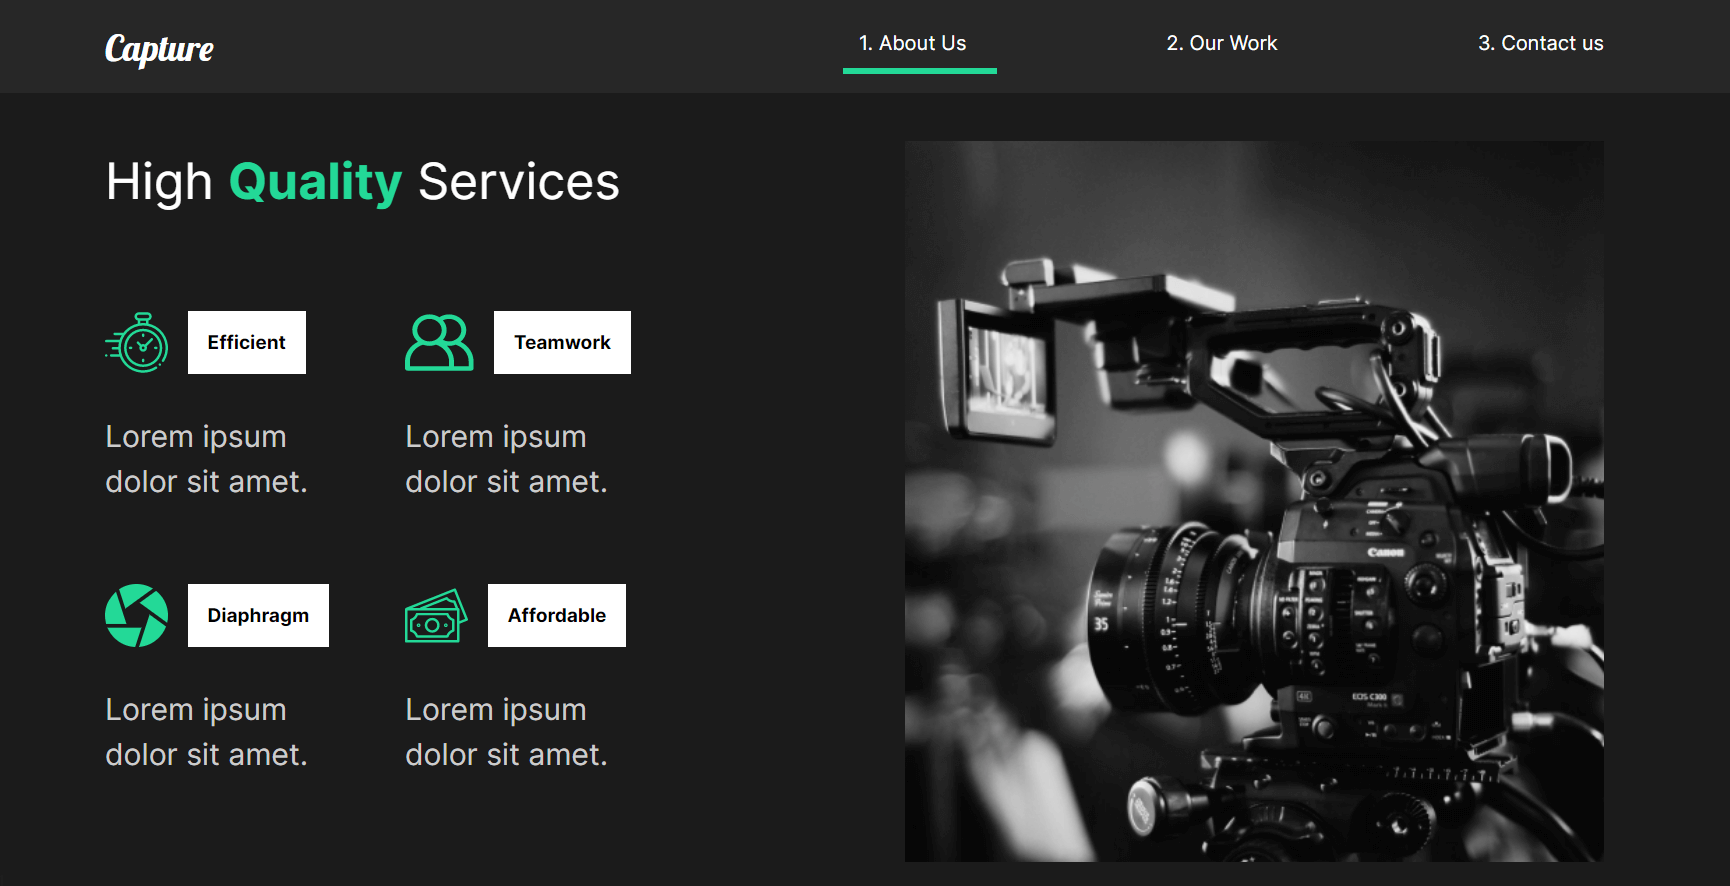 Capture
1. About Us
2. Our Work
3. Contact us
High Quality Services
Efficient
Teamwork
Lorem ipsum
dolor sit amet.
Lorem ipsum
dolor sit amet.
Diaphragm
Affordable
Lorem ipsum
dolor sit amet.
Lorem ipsum
dolor sit amet.
Canon
35
4K
EOS C300